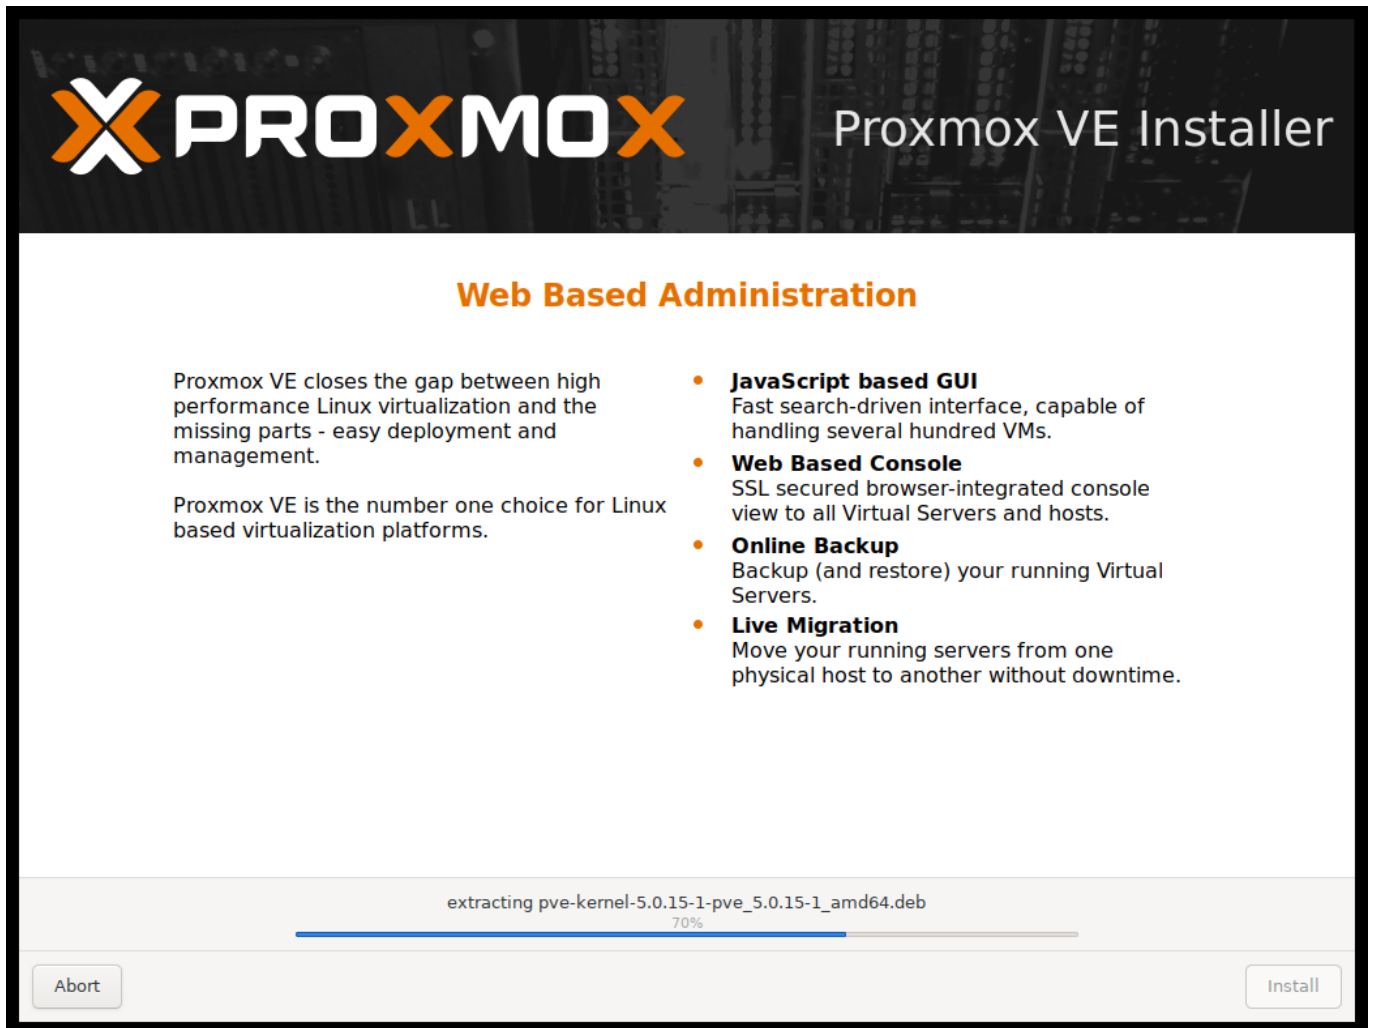 PROXMOX
Proxmox VE Installer
Web Based Administration
Proxmox VE closes the gap between high
performance Linux virtualization and the
missing parts - easy deployment and
management.
Proxmox VE is the number one choice for Linux
based virtualization platforms.
JavaScript based GUI
Fast search-driven interface, capable of
handling several hundred VMs.
Web Based Console
SSL secured browser-integrated console
view to all Virtual Servers and hosts.
Online Backup
Backup (and restore) your running Virtual
Servers.
Live Migration
Move your running servers from one
physical host to another without downtime.
extracting pve-kernel-5.0.15-1-pve_5.0.15-1_amd64.deb
70%
Abort
Install